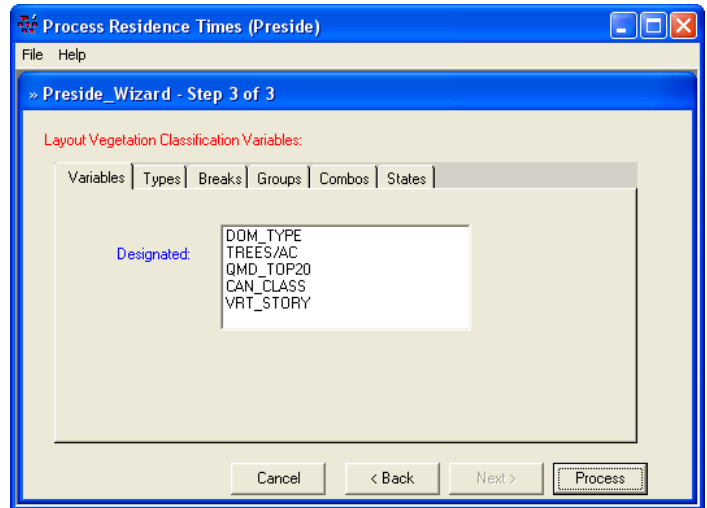 Process Residence Times (Preside)
File Help
» Preside_Wizard - Step 3 of 3
Layout Vegetation Classification Variables:
Variables Types Breaks Groups Combos States
Designated:
DOM_TYPE
TREES/AC
QMD_TOP20
CAN_CLASS
VRT_STORY
Cancel < Back Next > Process